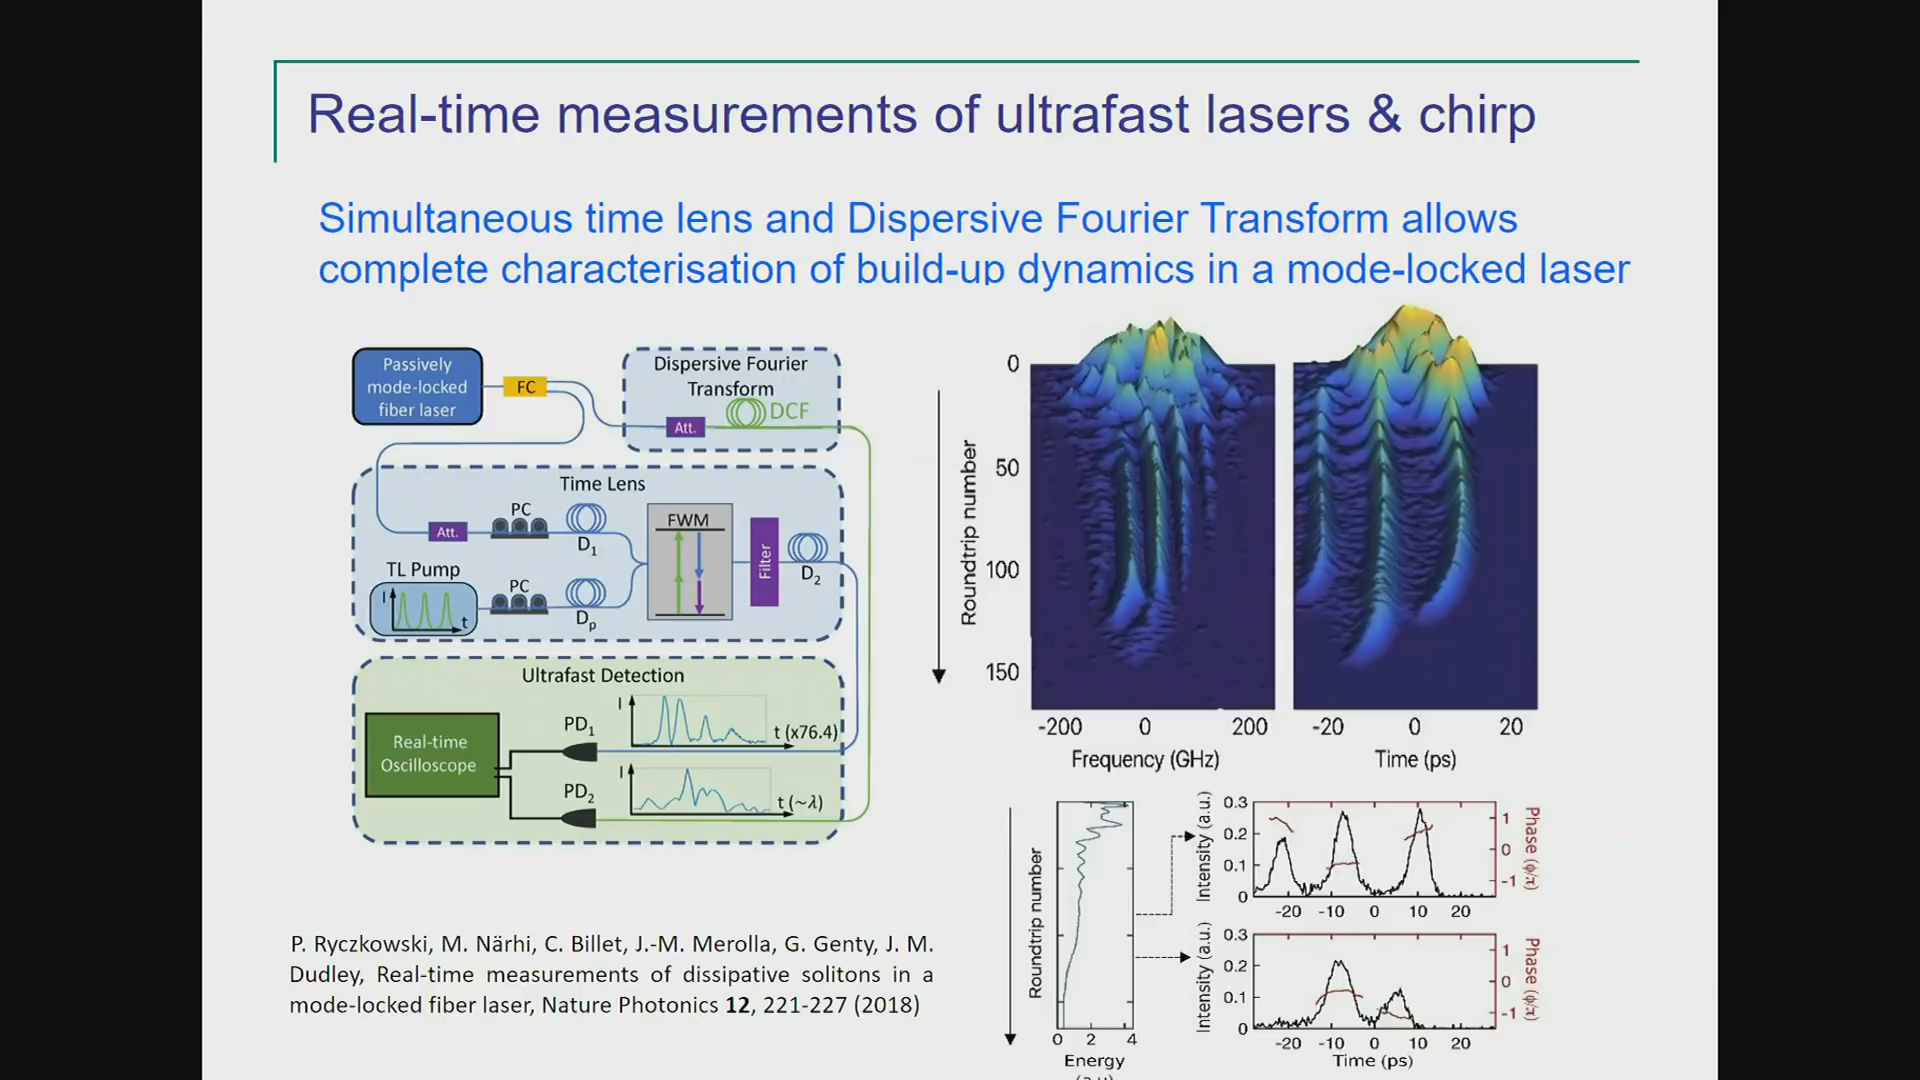 Real-time measurements of ultrafast lasers & chirp
Simultaneous time lens and Dispersive Fourier Transform allows
complete characterisation of build-up dynamics in a mode-locked laser
Passively
mode-locked
fiber laser
FC
Dispersive Fourier
Transform
DCF
Att.
Time Lens
Att.
PC
D1
FWM
Filter
D2
TL Pump
I
t
PC
Dp
Ultrafast Detection
Real-time
Oscilloscope
PD1
I
t (x76.4)
PD2
I
t (~λ)
Roundtrip number
0
50
100
150
-200 0 200
Frequency (GHz)
-20 0 20
Time (ps)
Roundtrip number
0 2 4
Energy
Intensity (a.u.)
0.3
0.2
0.1
0
1
0
-1
Phase (ϕ/π)
-20 -10 0 10 20
Intensity (a.u.)
0.3
0.2
0.1
0
1
0
-1
Phase (ϕ/π)
-20 -10 0 10 20
Time (ps)
P. Ryczkowski, M. Närhi, C. Billet, J.-M. Merolla, G. Genty, J. M.
Dudley, Real-time measurements of dissipative solitons in a
mode-locked fiber laser, Nature Photonics 12, 221-227 (2018)